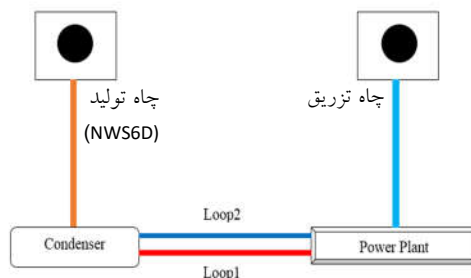 چاه تولید
(NWS6D)
چاه تزریق
Loop2
Condenser
Power Plant
Loop1